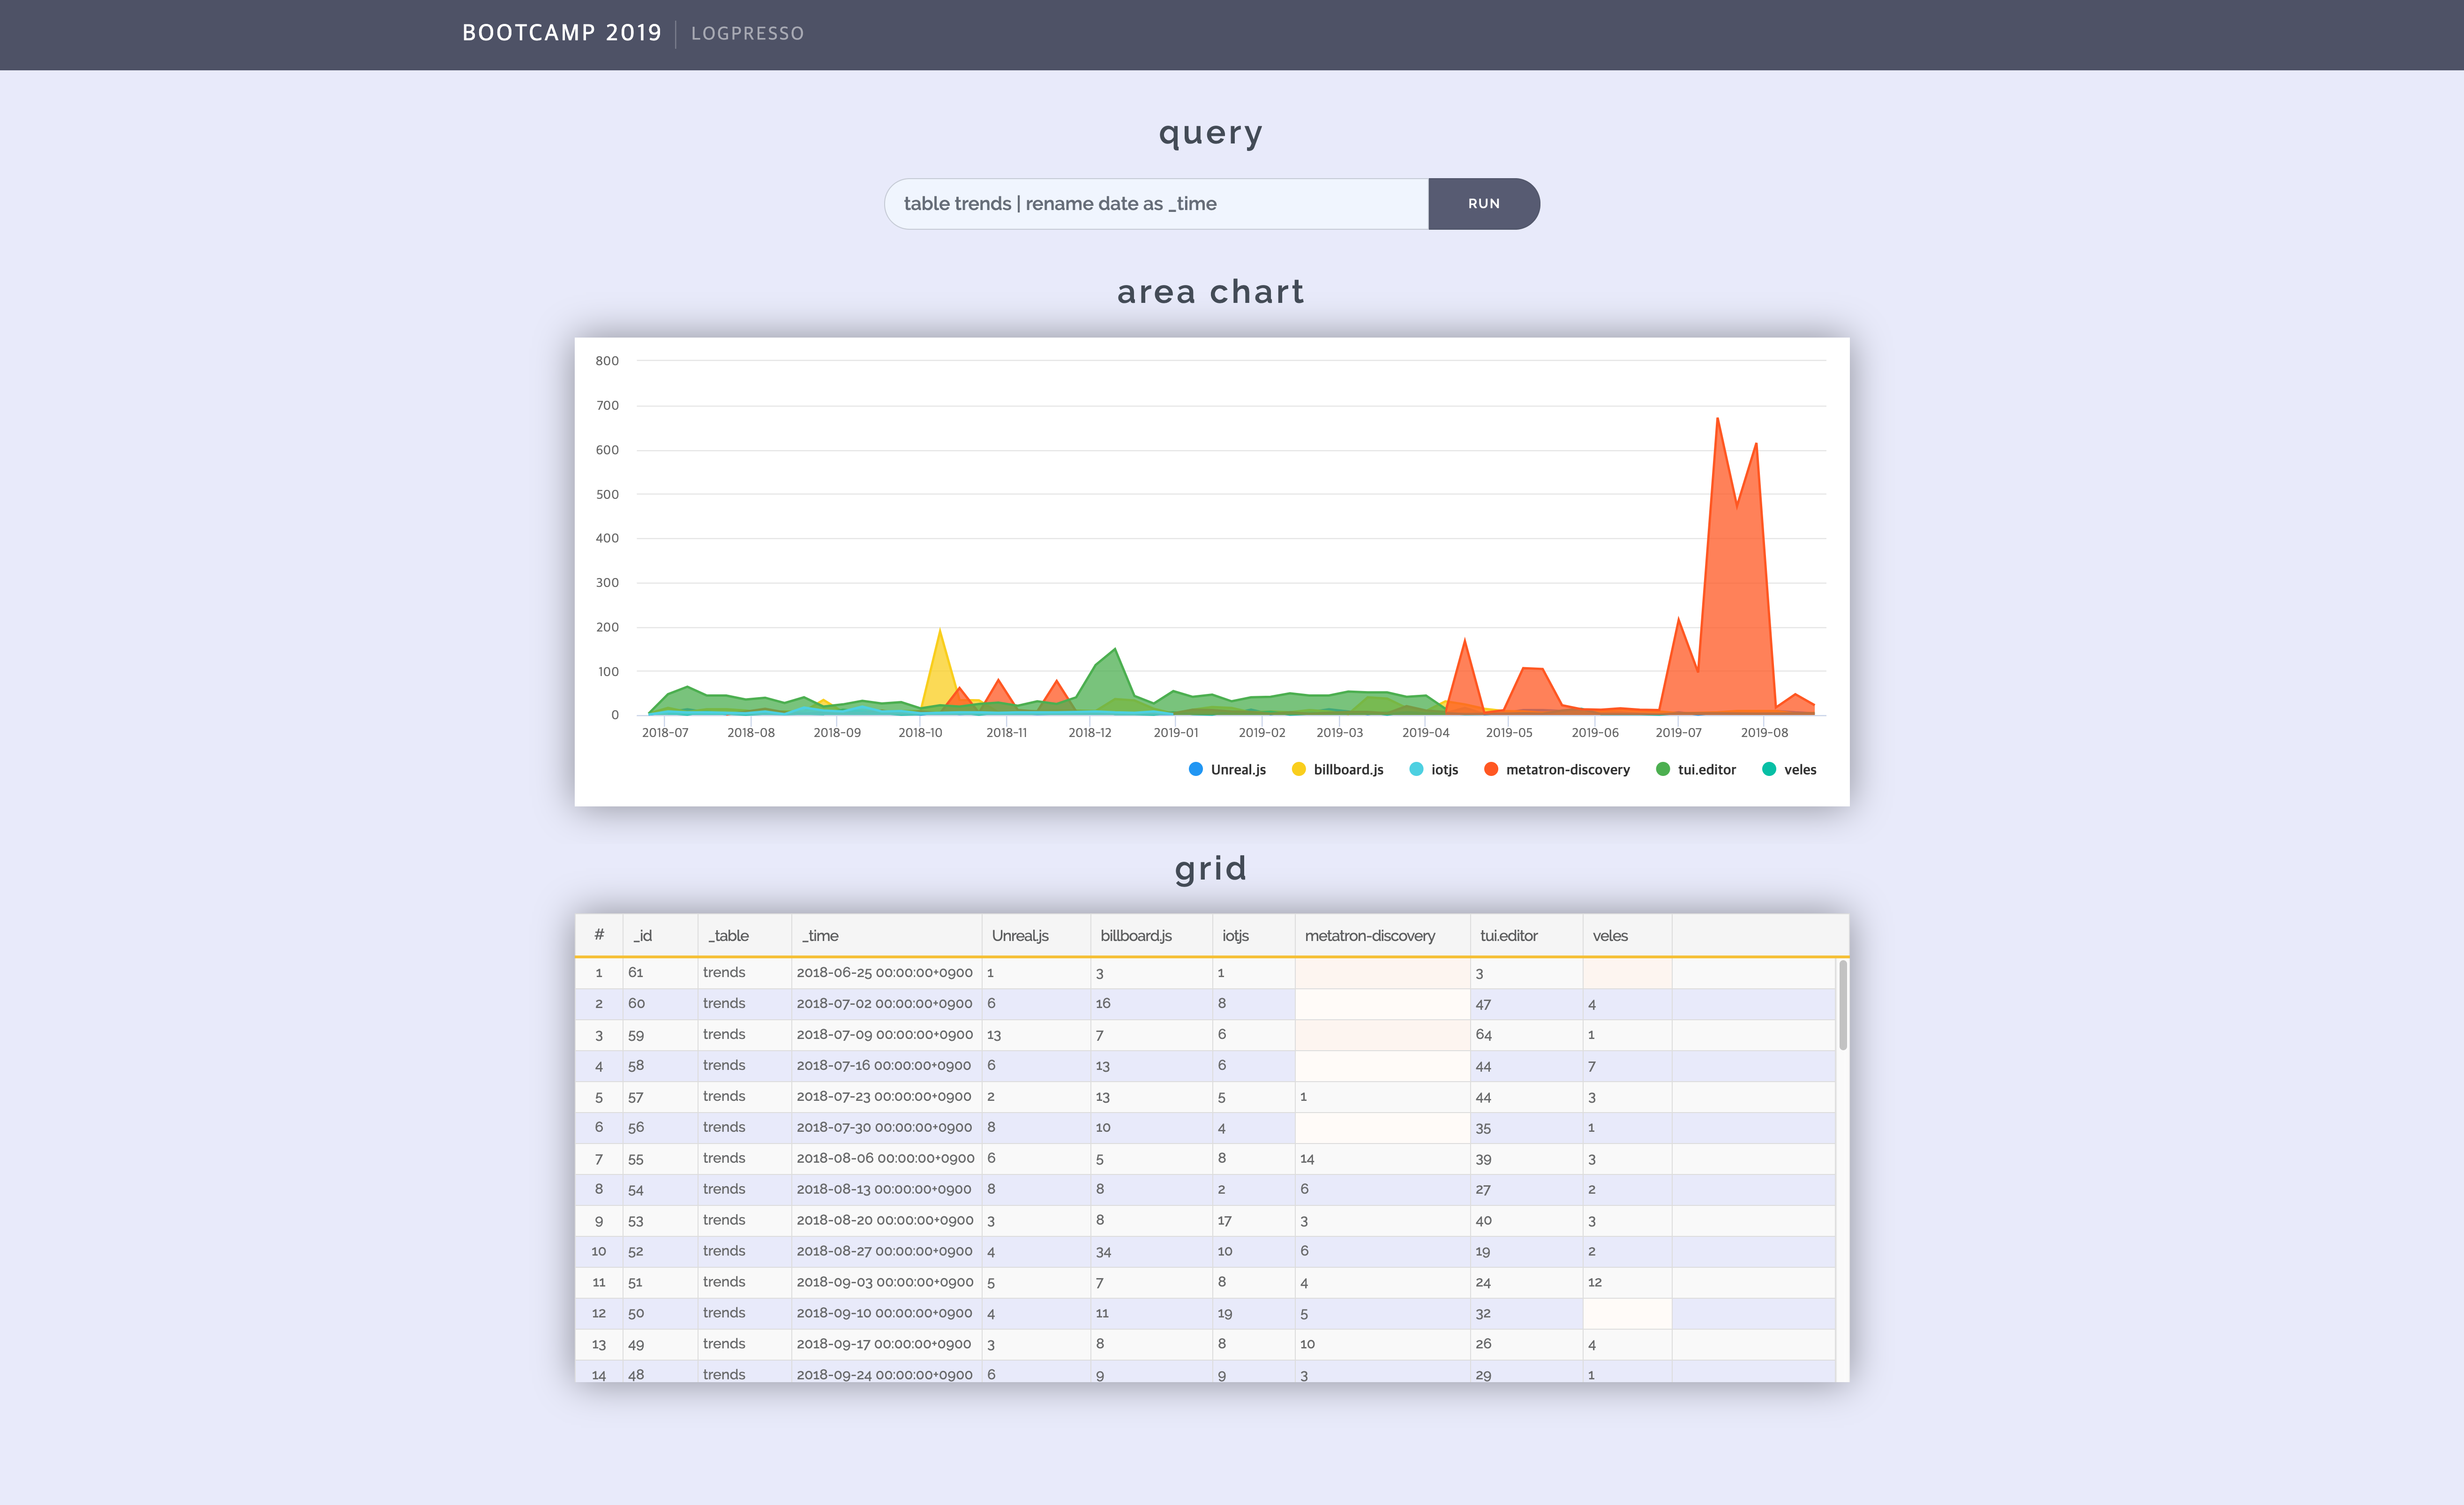 BOOTCAMP 2019 | LOGPRESSO
query
table trends | rename date as _time RUN
area chart
800
700
600
500
400
300
200
100
0
2018-07 2018-08 2018-09 2018-10 2018-11 2018-12 2019-01 2019-02 2019-03 2019-04 2019-05 2019-06 2019-07 2019-08
Unreal.js billboard.js iotjs metatron-discovery tui.editor veles
grid
# _id _table _time Unreal.js billboard.js iotjs metatron-discovery tui.editor veles
1 61 trends 2018-06-25 00:00:00+0900 1 3 1 3
2 60 trends 2018-07-02 00:00:00+0900 6 16 8 47 4
3 59 trends 2018-07-09 00:00:00+0900 13 7 6 64 1
4 58 trends 2018-07-16 00:00:00+0900 6 13 6 44 7
5 57 trends 2018-07-23 00:00:00+0900 2 13 5 1 44 3
6 56 trends 2018-07-30 00:00:00+0900 8 10 4 35 1
7 55 trends 2018-08-06 00:00:00+0900 6 5 8 14 39 3
8 54 trends 2018-08-13 00:00:00+0900 8 8 2 6 27 2
9 53 trends 2018-08-20 00:00:00+0900 3 8 17 3 40 3
10 52 trends 2018-08-27 00:00:00+0900 4 34 10 6 19 2
11 51 trends 2018-09-03 00:00:00+0900 5 7 8 4 24 12
12 50 trends 2018-09-10 00:00:00+0900 4 11 19 5 32
13 49 trends 2018-09-17 00:00:00+0900 3 8 8 10 26 4
14 48 trends 2018-09-24 00:00:00+0900 6 9 9 3 29 1